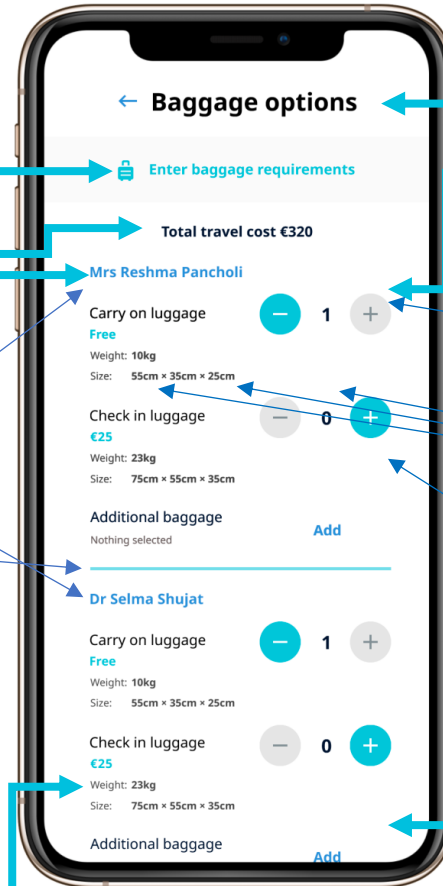 ← Baggage options
Enter baggage requirements
Total travel cost €320
Mrs Reshma Pancholi
Carry on luggage
Free
− 1 +
Weight: 10kg
Size: 55cm × 35cm × 25cm
Check in luggage
€25
− 0 +
Weight: 23kg
Size: 75cm × 55cm × 35cm
Additional baggage
Nothing selected
Add
Dr Selma Shujat
Carry on luggage
Free
− 1 +
Weight: 10kg
Size: 55cm × 35cm × 25cm
Check in luggage
€25
− 0 +
Weight: 23kg
Size: 75cm × 55cm × 35cm
Additional baggage
Add